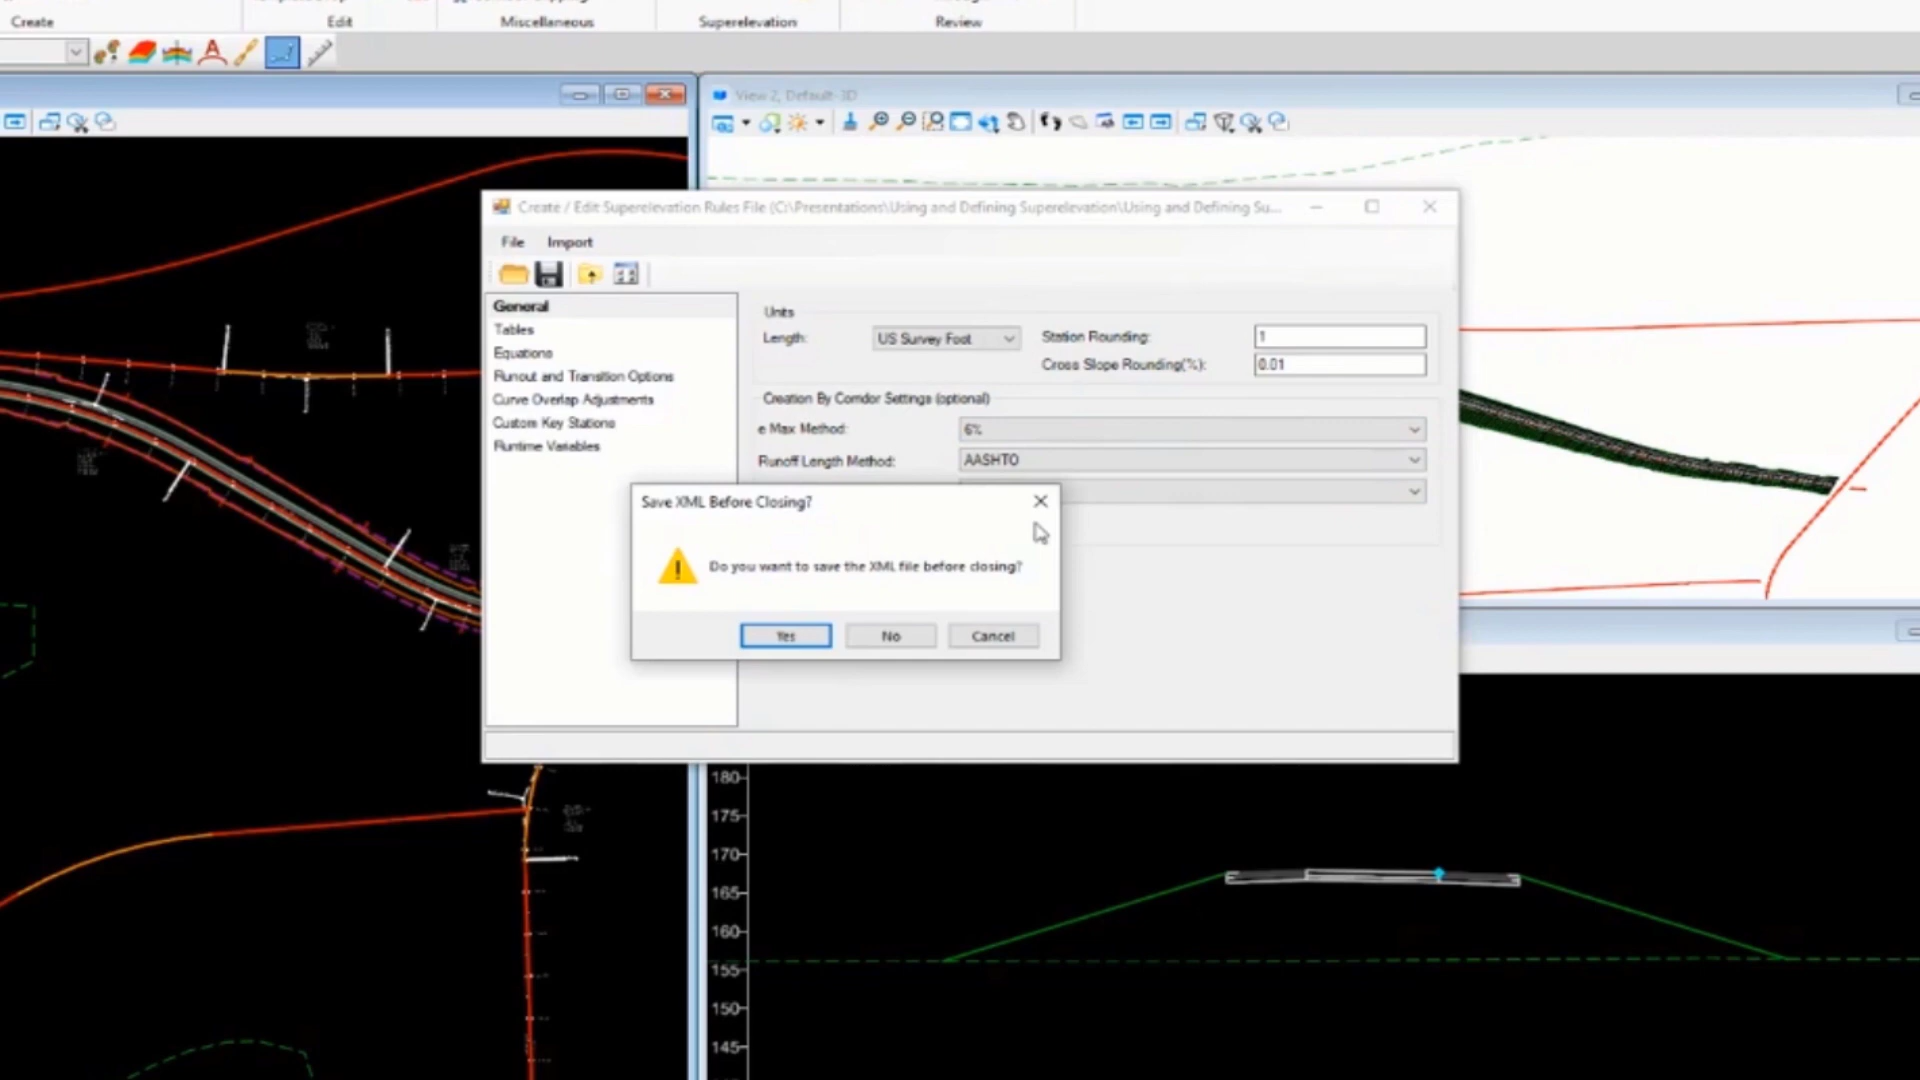 Create
Edit
Miscellaneous
Superelevation
Review
View 2, Default-3D
Create / Edit Superelevation Rules File (C:\Presentations\Using and Defining Superelevation\Using and Defining Su...
File Import
General
Tables
Equations
Runout and Transition Options
Curve Overlap Adjustments
Custom Key Stations
Runtime Variables
Units
Length: US Survey Foot
Station Rounding: 1
Cross Slope Rounding(%): 0.01
Creation By Corridor Settings (optional)
e Max Method: 6%
Runoff Length Method: AASHTO
Save XML Before Closing?
Do you want to save the XML file before closing?
Yes No Cancel
180
175
170
165
160
155
150
145